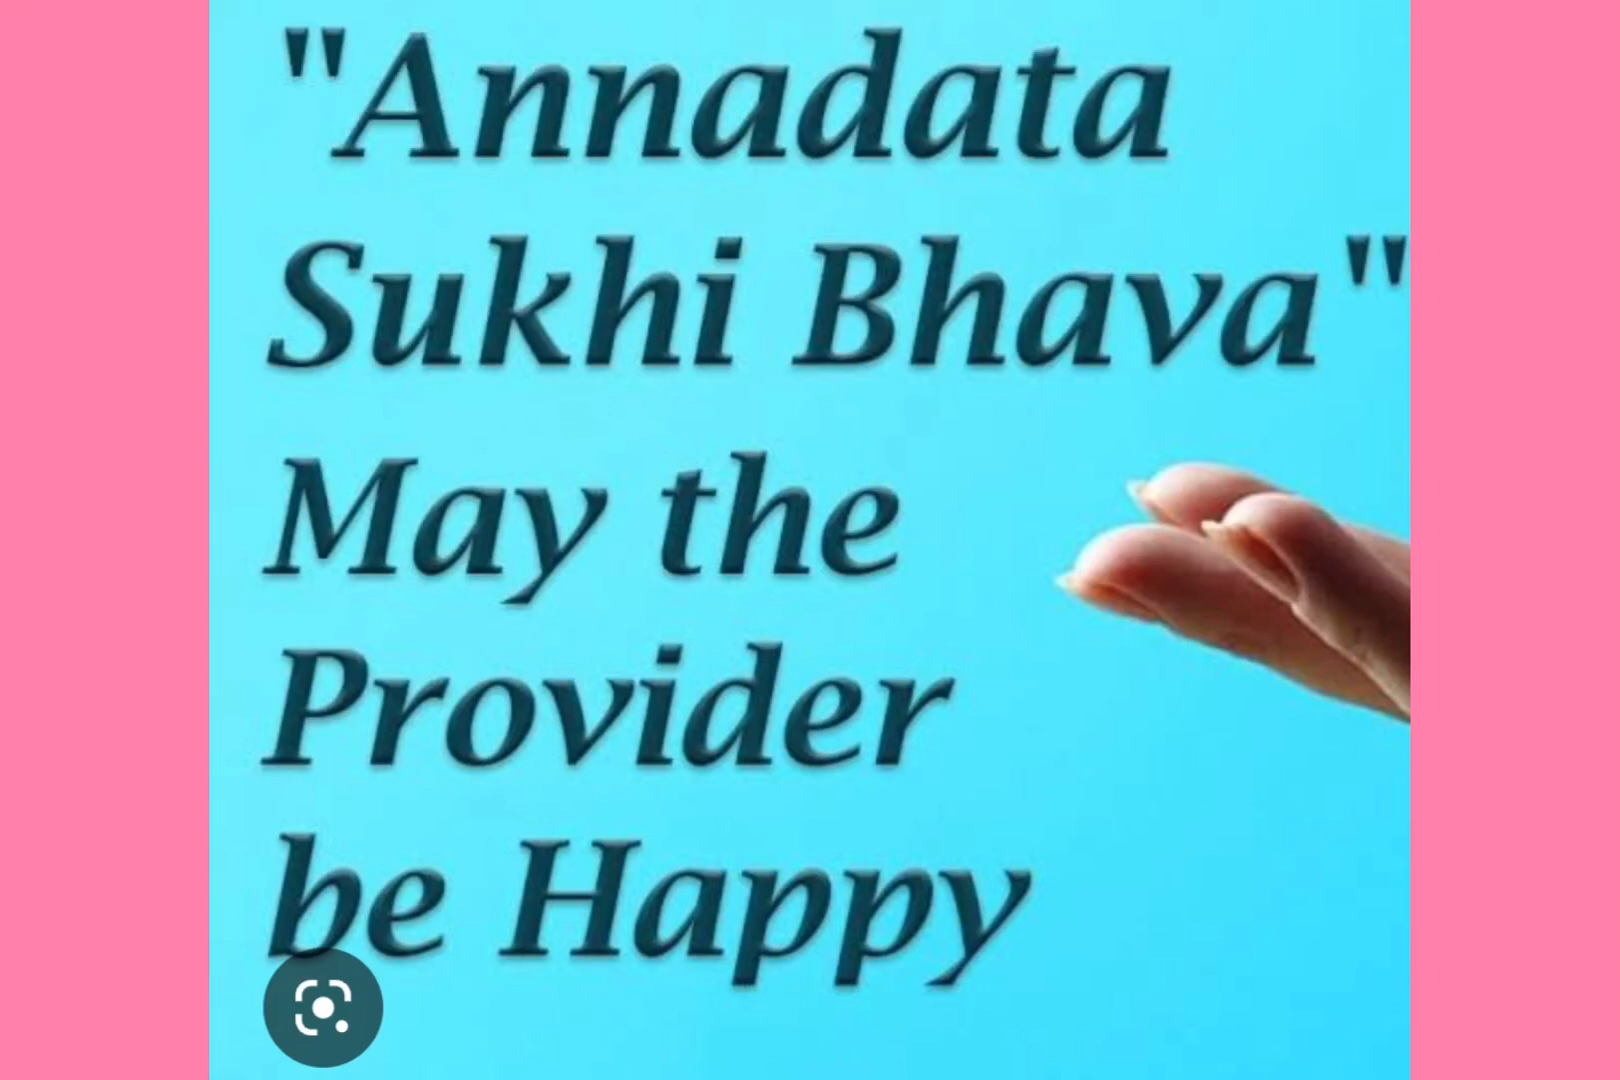 "Annadata
Sukhi Bhava"
May the
Provider
be Happy